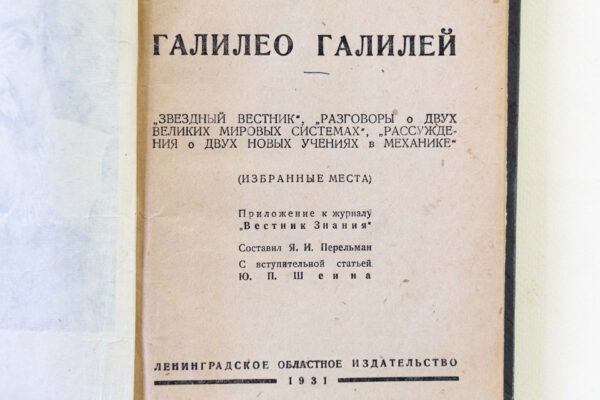 ГАЛИЛЕО ГАЛИЛЕЙ
„ЗВЕЗДНЫЙ ВЕСТНИК“, „РАЗГОВОРЫ о ДВУХ
ВЕЛИКИХ МИРОВЫХ СИСТЕМАХ“, „РАССУЖДЕ-
НИЯ о ДВУХ НОВЫХ УЧЕНИЯХ в МЕХАНИКЕ“
(ИЗБРАННЫЕ МЕСТА)
Приложение к журналу
„Вестник Знания“
Составил Я. И. Перельман
С вступительной статьей
Ю. П. Шеина
ЛЕНИНГРАДСКОЕ ОБЛАСТНОЕ ИЗДАТЕЛЬСТВО
1931